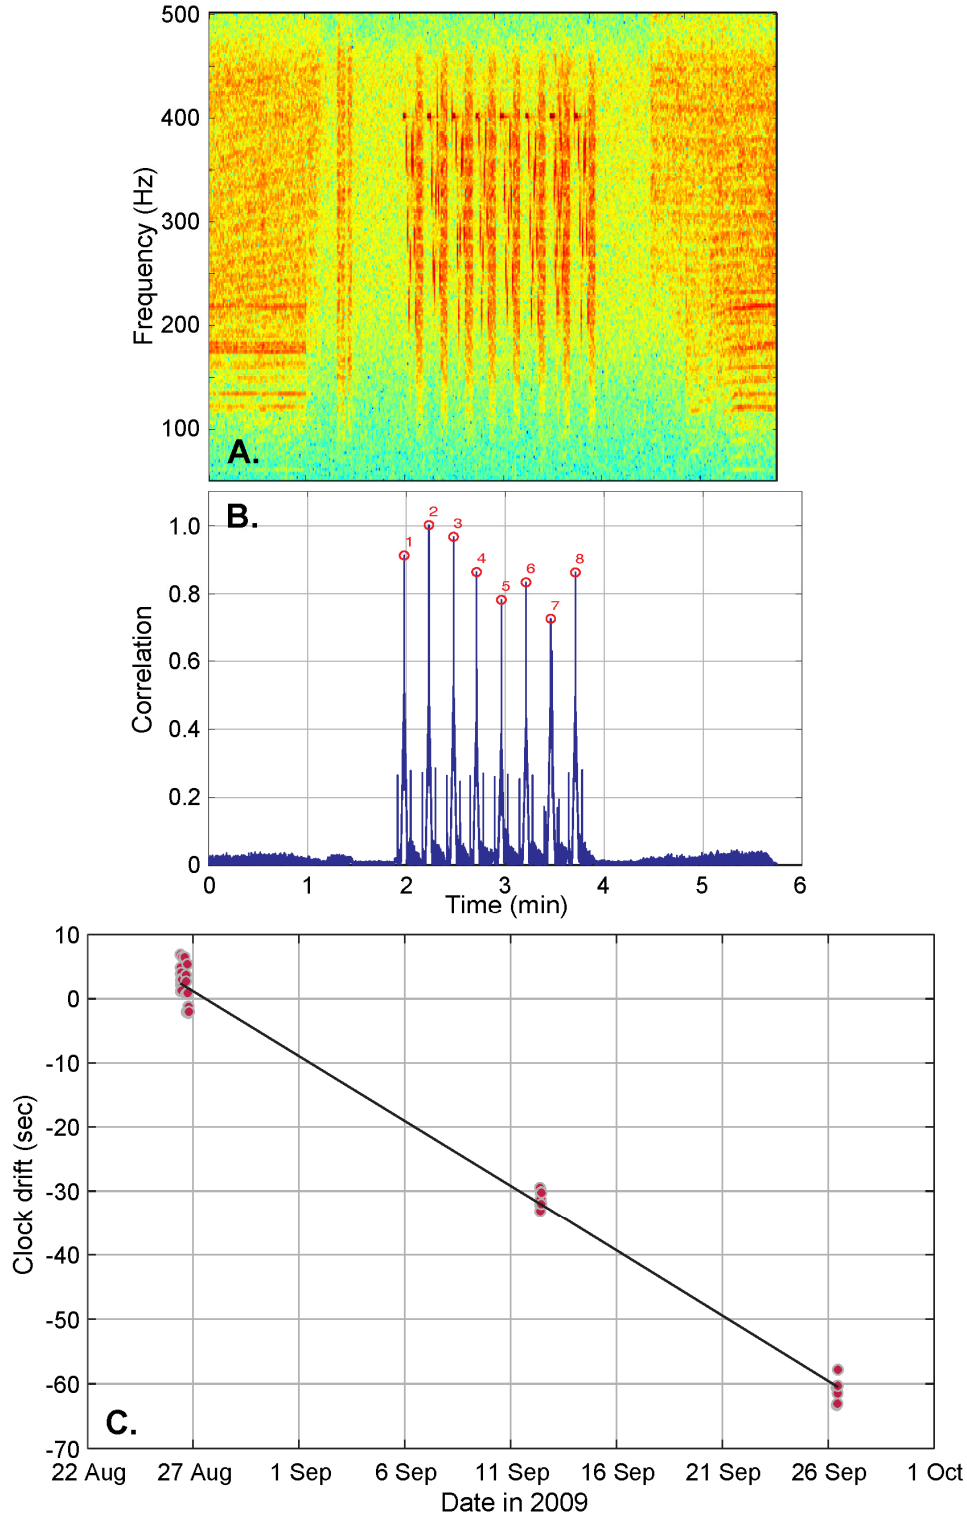 500
400
300
200
100
Frequency (Hz)
A.
B.
1.0
0.8
0.6
0.4
0.2
0
Correlation
1
2
3
4
5
6
7
8
0 1 2 3 4 5 6
Time (min)
10
0
-10
-20
-30
-40
-50
-60
-70
Clock drift (sec)
C.
22 Aug 27 Aug 1 Sep 6 Sep 11 Sep 16 Sep 21 Sep 26 Sep 1 Oct
Date in 2009